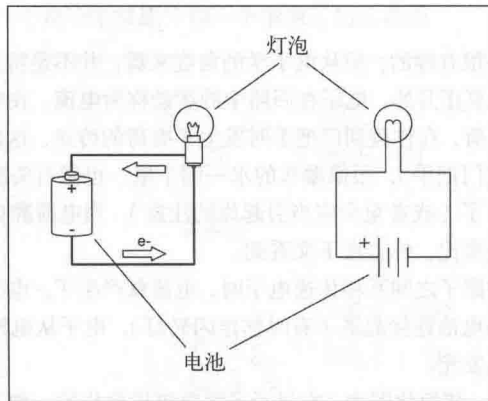 灯泡
+
-
e-
+
电池